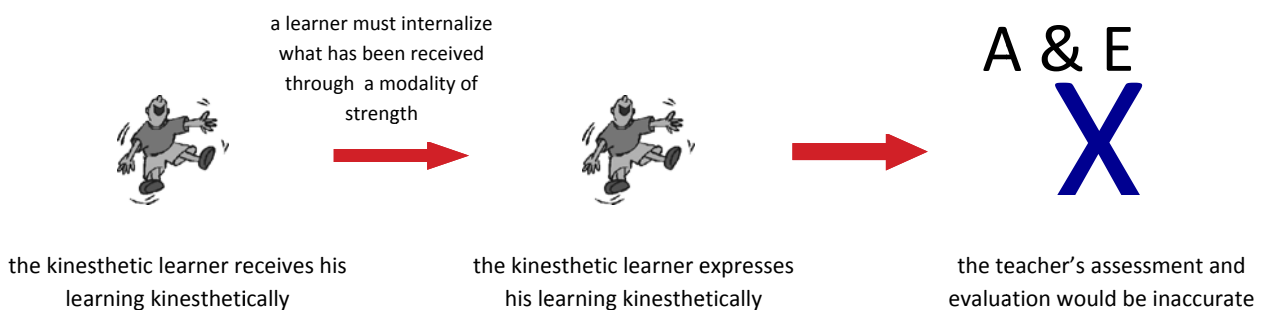 a learner must internalize
what has been received
through a modality of
strength
A & E
X
the kinesthetic learner receives his
learning kinesthetically
the kinesthetic learner expresses
his learning kinesthetically
the teacher’s assessment and
evaluation would be inaccurate